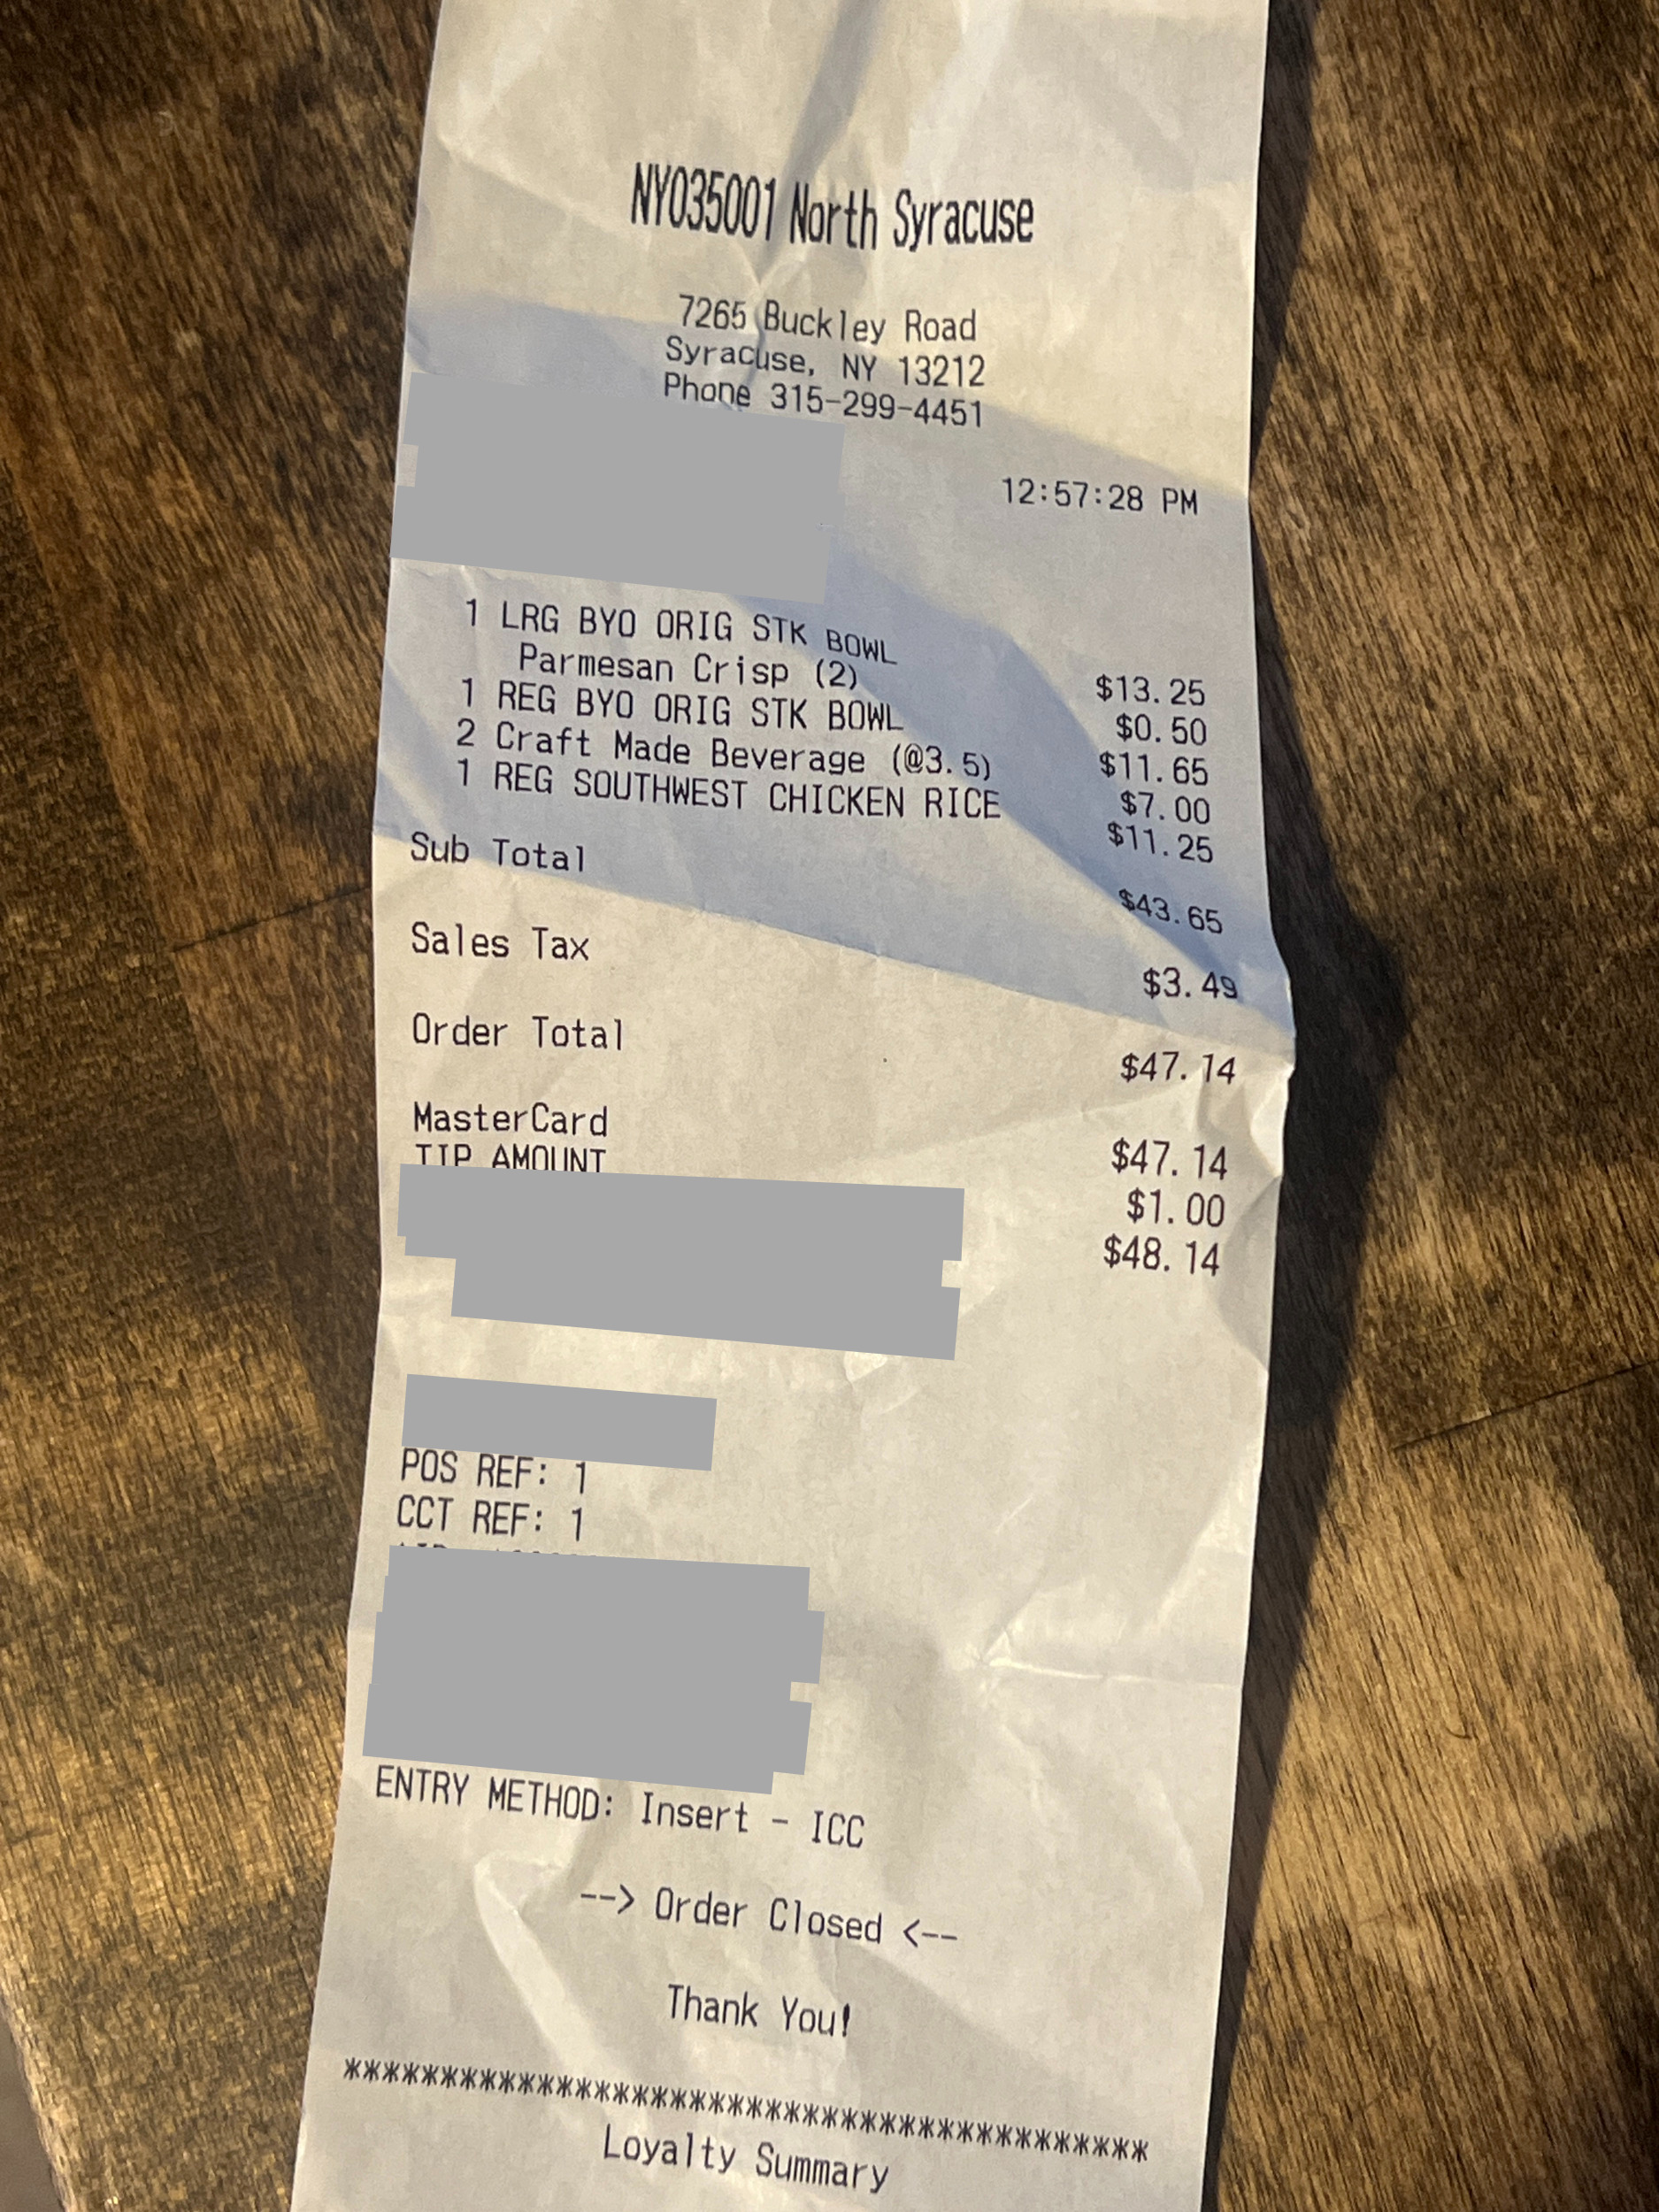 NY035001 North Syracuse
7265 Buckley Road
Syracuse, NY 13212
Phone 315-299-4451
12:57:28 PM
1 LRG BYO ORIG STK BOWL $13.25
Parmesan Crisp (2) $0.50
1 REG BYO ORIG STK BOWL $11.65
2 Craft Made Beverage (@3.5) $7.00
1 REG SOUTHWEST CHICKEN RICE $11.25
Sub Total $43.65
Sales Tax $3.49
Order Total $47.14
MasterCard $47.14
TIP AMOUNT $1.00
$48.14
POS REF: 1
CCT REF: 1
ENTRY METHOD: Insert - ICC
--> Order Closed <--
Thank You!
******************************************
Loyalty Summary